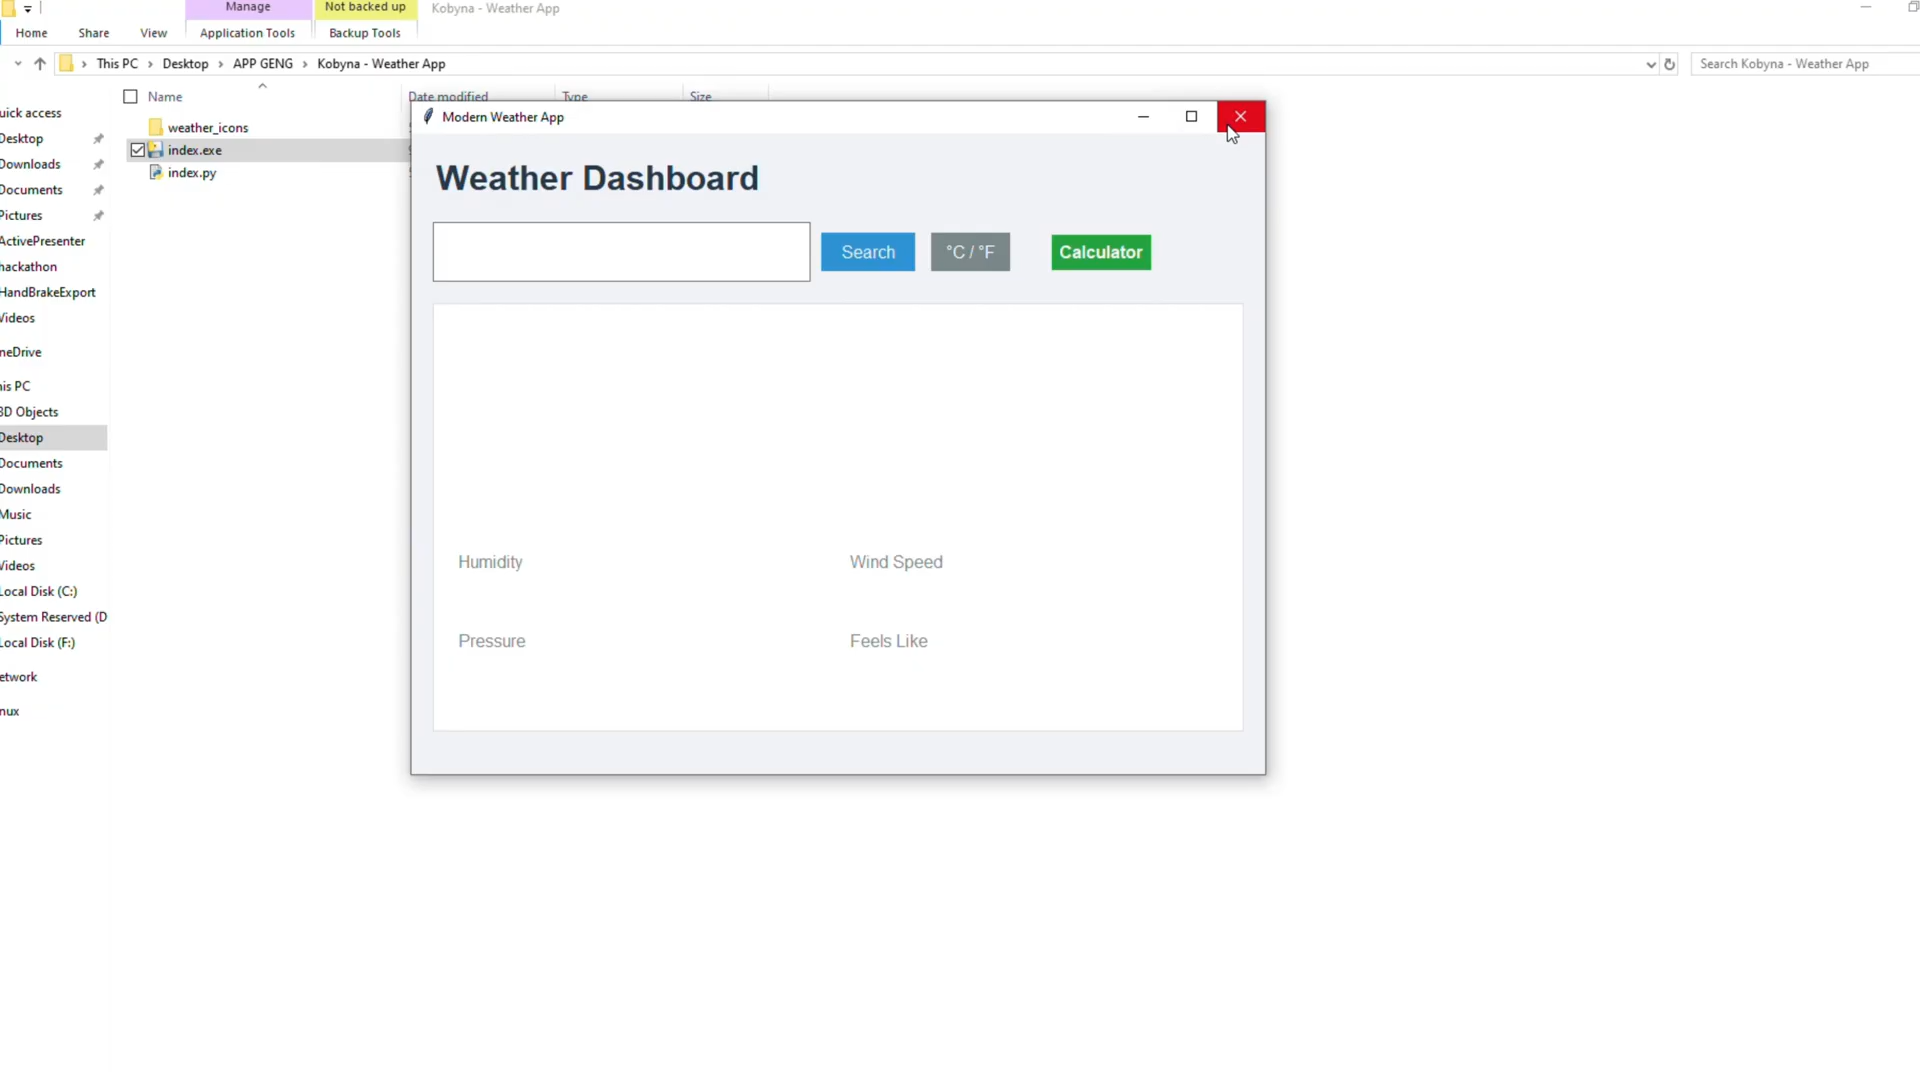 Manage
Not backed up
Kobyna - Weather App
Home
Share
View
Application Tools
Backup Tools
This PC > Desktop > APP GENG > Kobyna - Weather App
Search Kobyna - Weather App
Name
Date modified
Type
Size
weather_icons
index.exe
index.py
uick access
Desktop
Downloads
Documents
Pictures
ActivePresenter
hackathon
HandBrakeExport
Videos
neDrive
is PC
3D Objects
Desktop
Documents
Downloads
Music
Pictures
Videos
Local Disk (C:)
System Reserved (D
Local Disk (F:)
etwork
nux
Modern Weather App
Weather Dashboard
Search
°C / °F
Calculator
Humidity
Wind Speed
Pressure
Feels Like